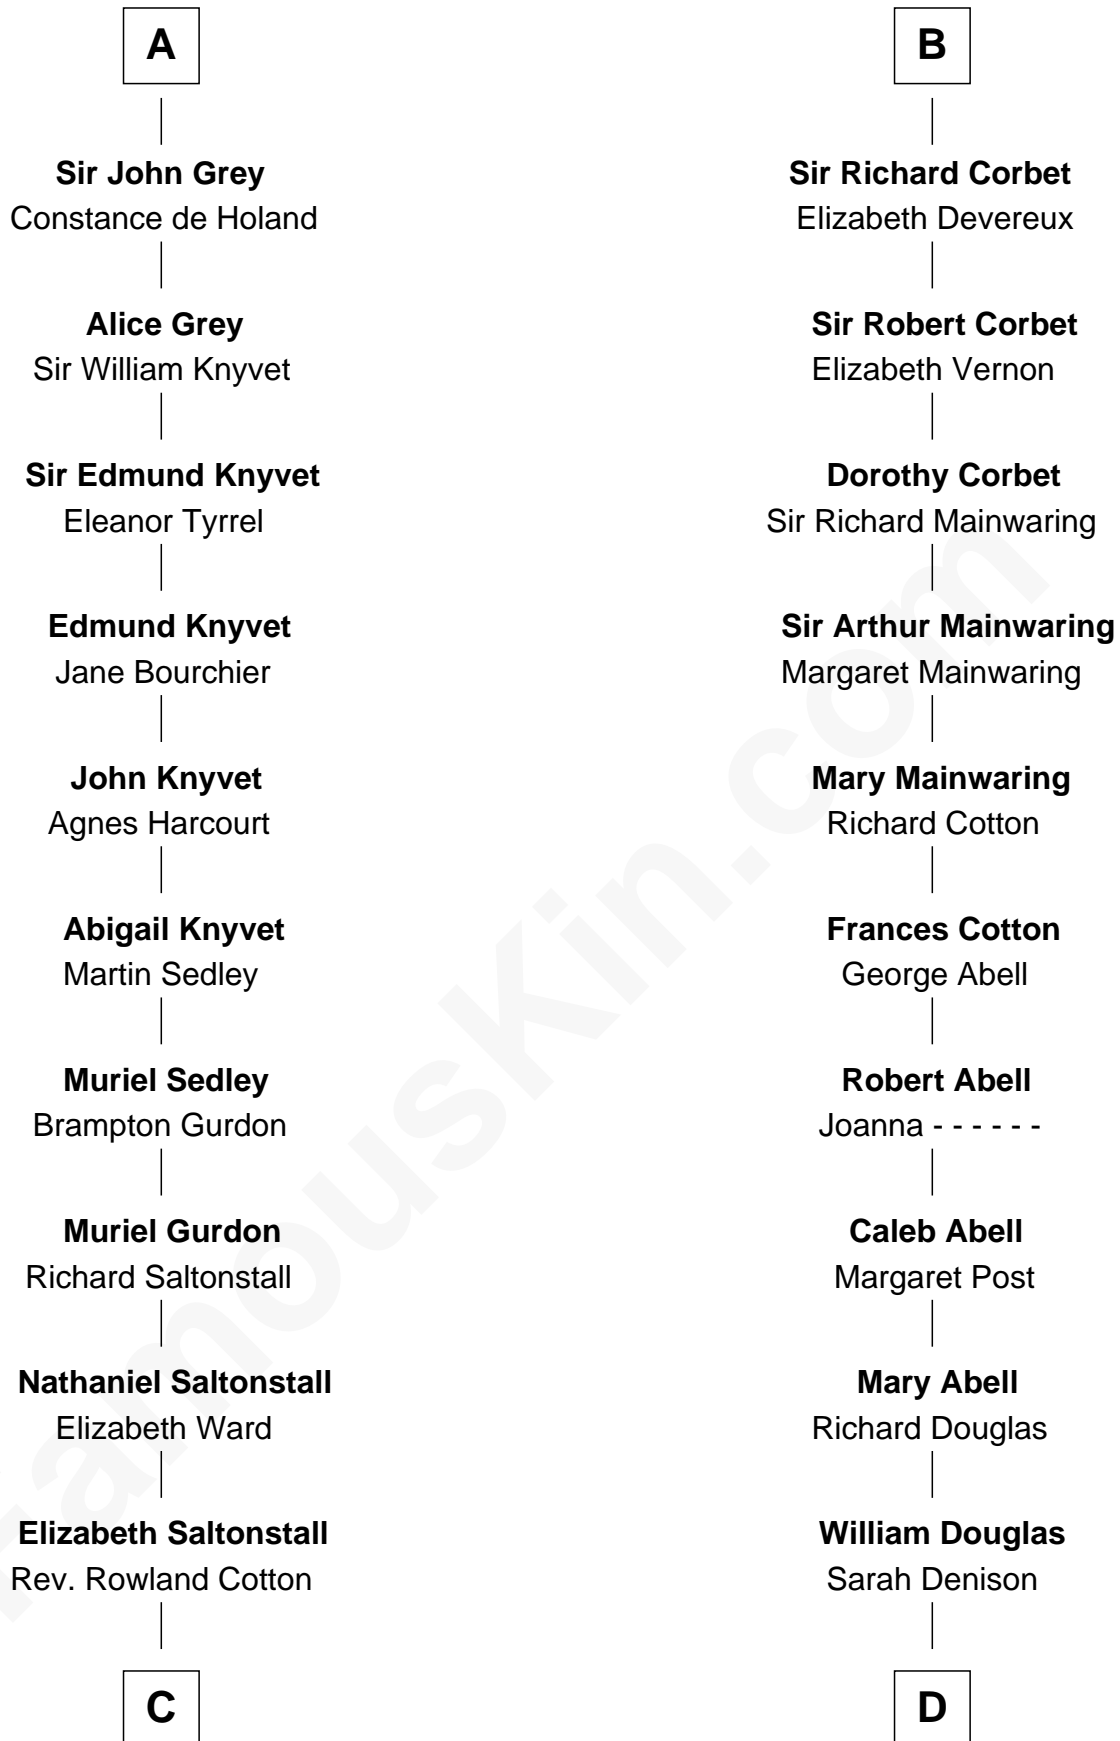 A
Sir John Grey
Constance de Holand
Alice Grey
Sir William Knyvet
Sir Edmund Knyvet
Eleanor Tyrrel
Edmund Knyvet
Jane Bourchier
John Knyvet
Agnes Harcourt
Abigail Knyvet
Martin Sedley
Muriel Sedley
Brampton Gurdon
Muriel Gurdon
Richard Saltonstall
Nathaniel Saltonstall
Elizabeth Ward
Elizabeth Saltonstall
Rev. Rowland Cotton
C
B
Sir Richard Corbet
Elizabeth Devereux
Sir Robert Corbet
Elizabeth Vernon
Dorothy Corbet
Sir Richard Mainwaring
Sir Arthur Mainwaring
Margaret Mainwaring
Mary Mainwaring
Richard Cotton
Frances Cotton
George Abell
Robert Abell
Joanna - - - - - -
Caleb Abell
Margaret Post
Mary Abell
Richard Douglas
William Douglas
Sarah Denison
D
FamousKin.com